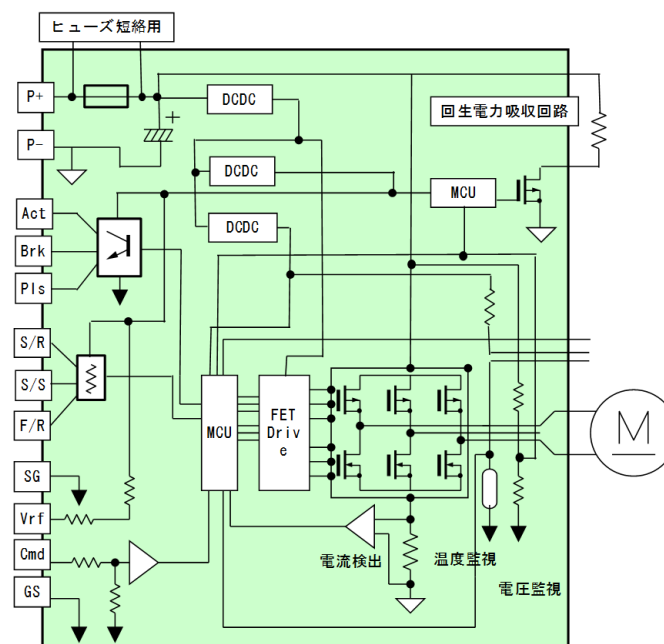 ヒューズ短絡用
P+
DCDC
回生電力吸収回路
P-
DCDC
MCU
Act
DCDC
Brk
Pls
S/R
S/S
F/R
MCU
FET
Driv
e
M
SG
Vrf
Cmd
電流検出
温度監視
GS
電圧監視